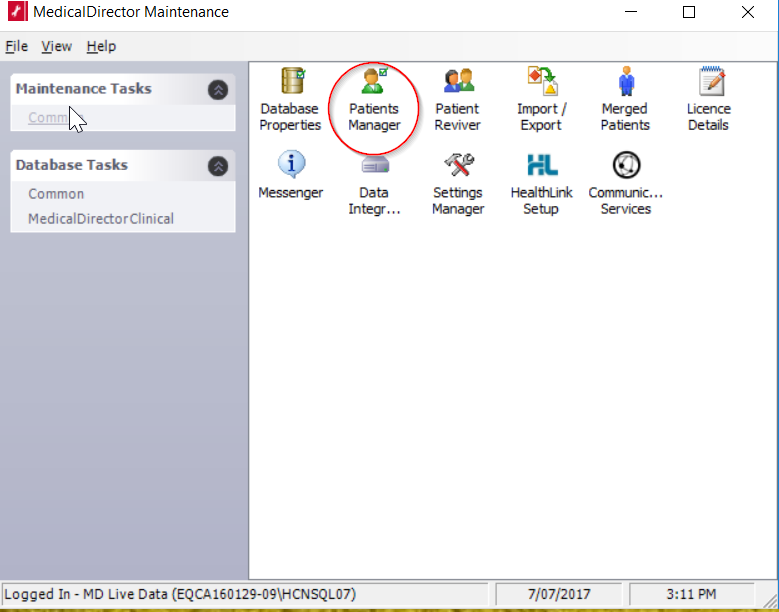 MedicalDirector Maintenance
File View Help
Maintenance Tasks
Database Tasks
Common
MedicalDirectorClinical
Database
Properties
Patients
Manager
Patient
Reviver
Import /
Export
Merged
Patients
Licence
Details
Messenger
Data
Integr...
Settings
Manager
HL
HealthLink
Setup
Communic...
Services
Logged In - MD Live Data (EQCA160129-09\HCNSQL07)
7/07/2017
3:11 PM